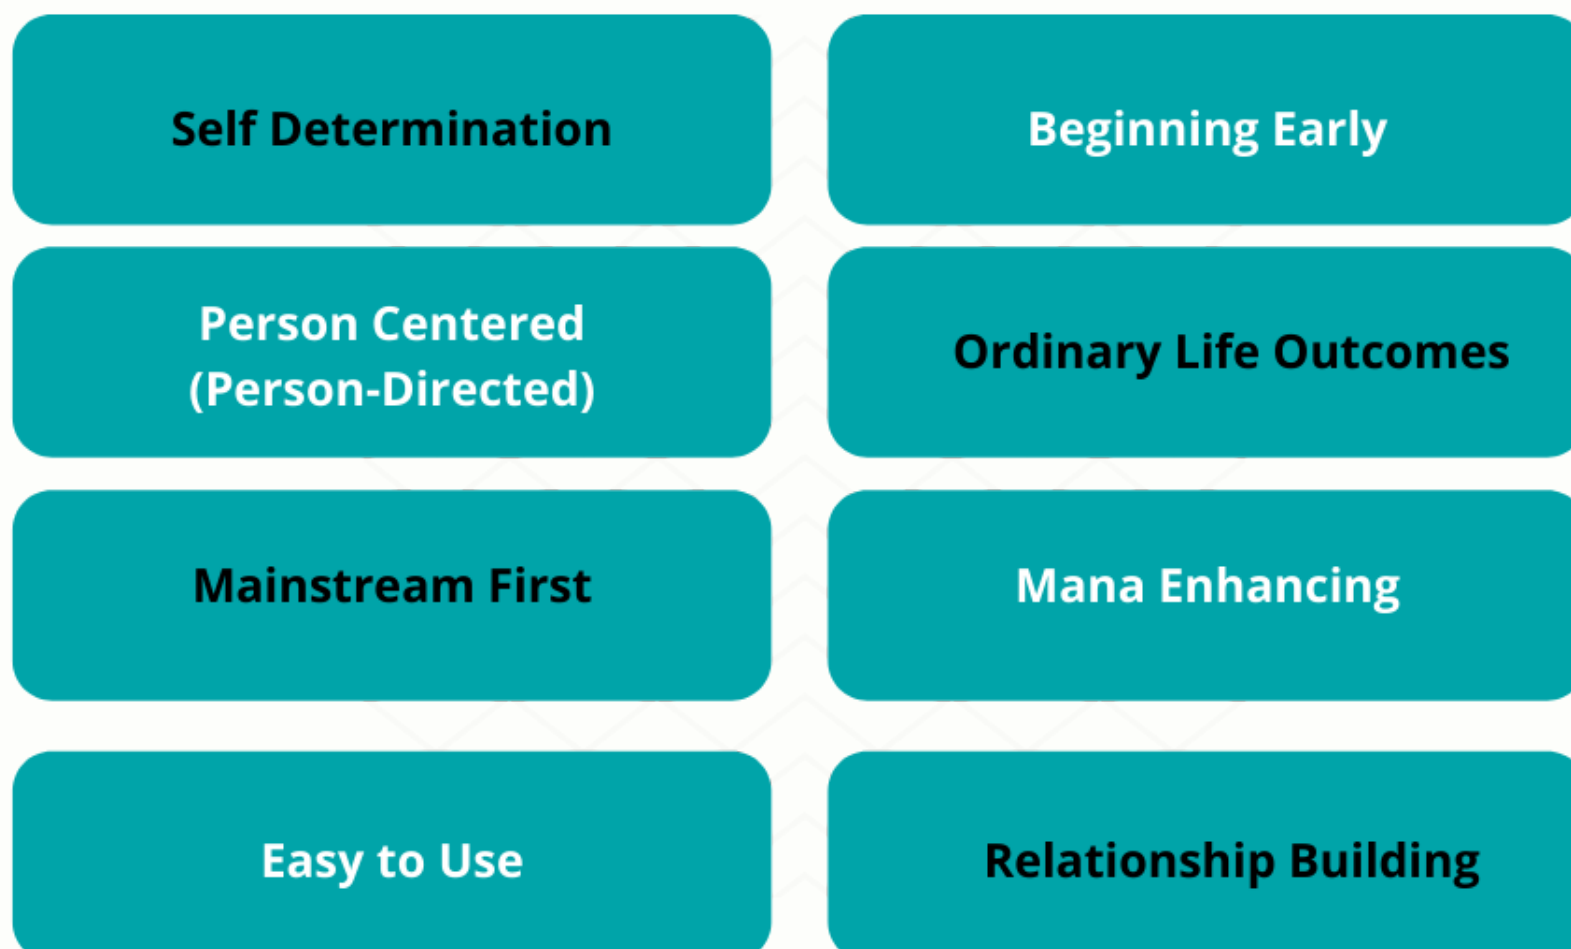 Self Determination
Beginning Early
Person Centered
(Person-Directed)
Ordinary Life Outcomes
Mainstream First
Mana Enhancing
Easy to Use
Relationship Building